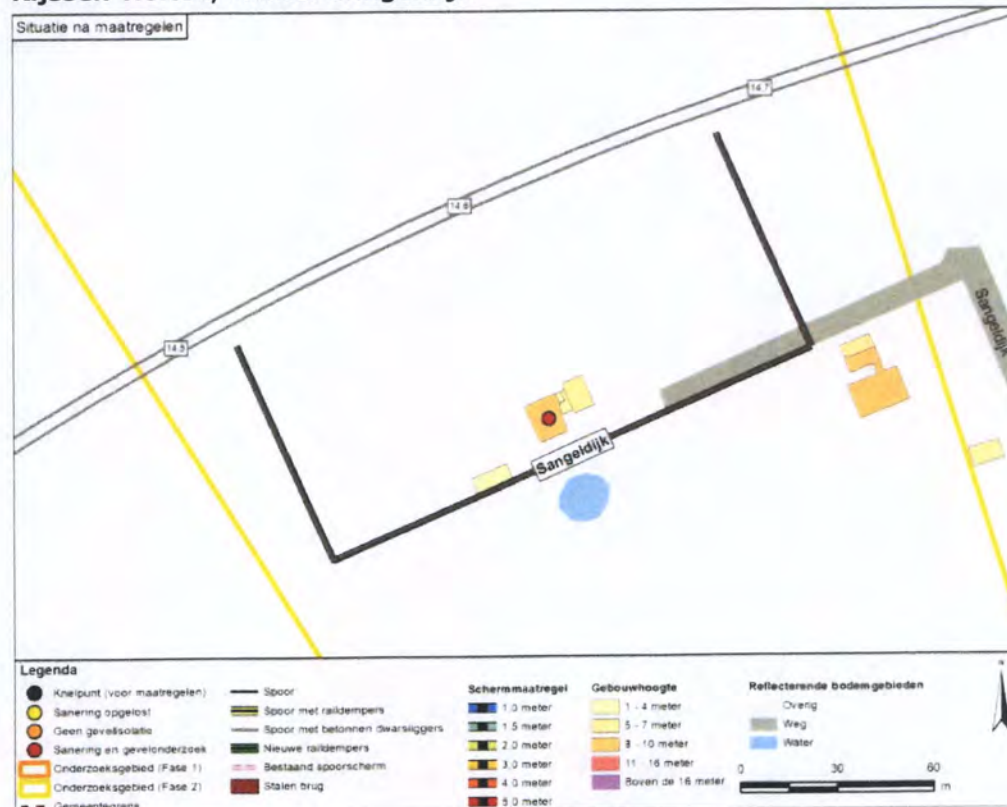 Situatie na maatregelen
14.7
14.6
14.5
Sangeldijk
Sangeldijk
Legenda
Knelpunt (voor maatregelen)
Sanering opgelost
Geen gevelisolatie
Sanering en gevelonderzoek
Onderzoeksgebied (Fase 1)
Onderzoeksgebied (Fase 2)
Gemeentegrens
Spoor
Spoor met raildempers
Spoor met betonnen dwarsliggers
Nieuwe raildempers
Bestaand spoorscherm
Stalen brug
Schermmaatregel
1.0 meter
1.5 meter
2.0 meter
3.0 meter
4.0 meter
5.0 meter
Gebouwhoogte
1 - 4 meter
5 - 7 meter
8 - 10 meter
11 - 16 meter
Boven de 16 meter
Reflecterende bodemgebieden
Overig
Weg
Water
0 30 60
m